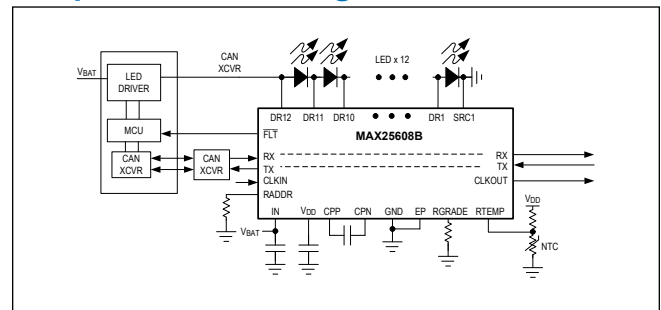 CAN
XCVR
LED x 12
VBAT
LED
DRIVER
DR12 DR11 DR10 DR1 SRC1
MCU
FLT
MAX25608B
CAN
XCVR
CAN
XCVR
RX
TX
RX
TX
CLKIN
CLKOUT
RADDR
IN VDD CPP CPN GND EP RGRADE RTEMP
VDD
VBAT
NTC